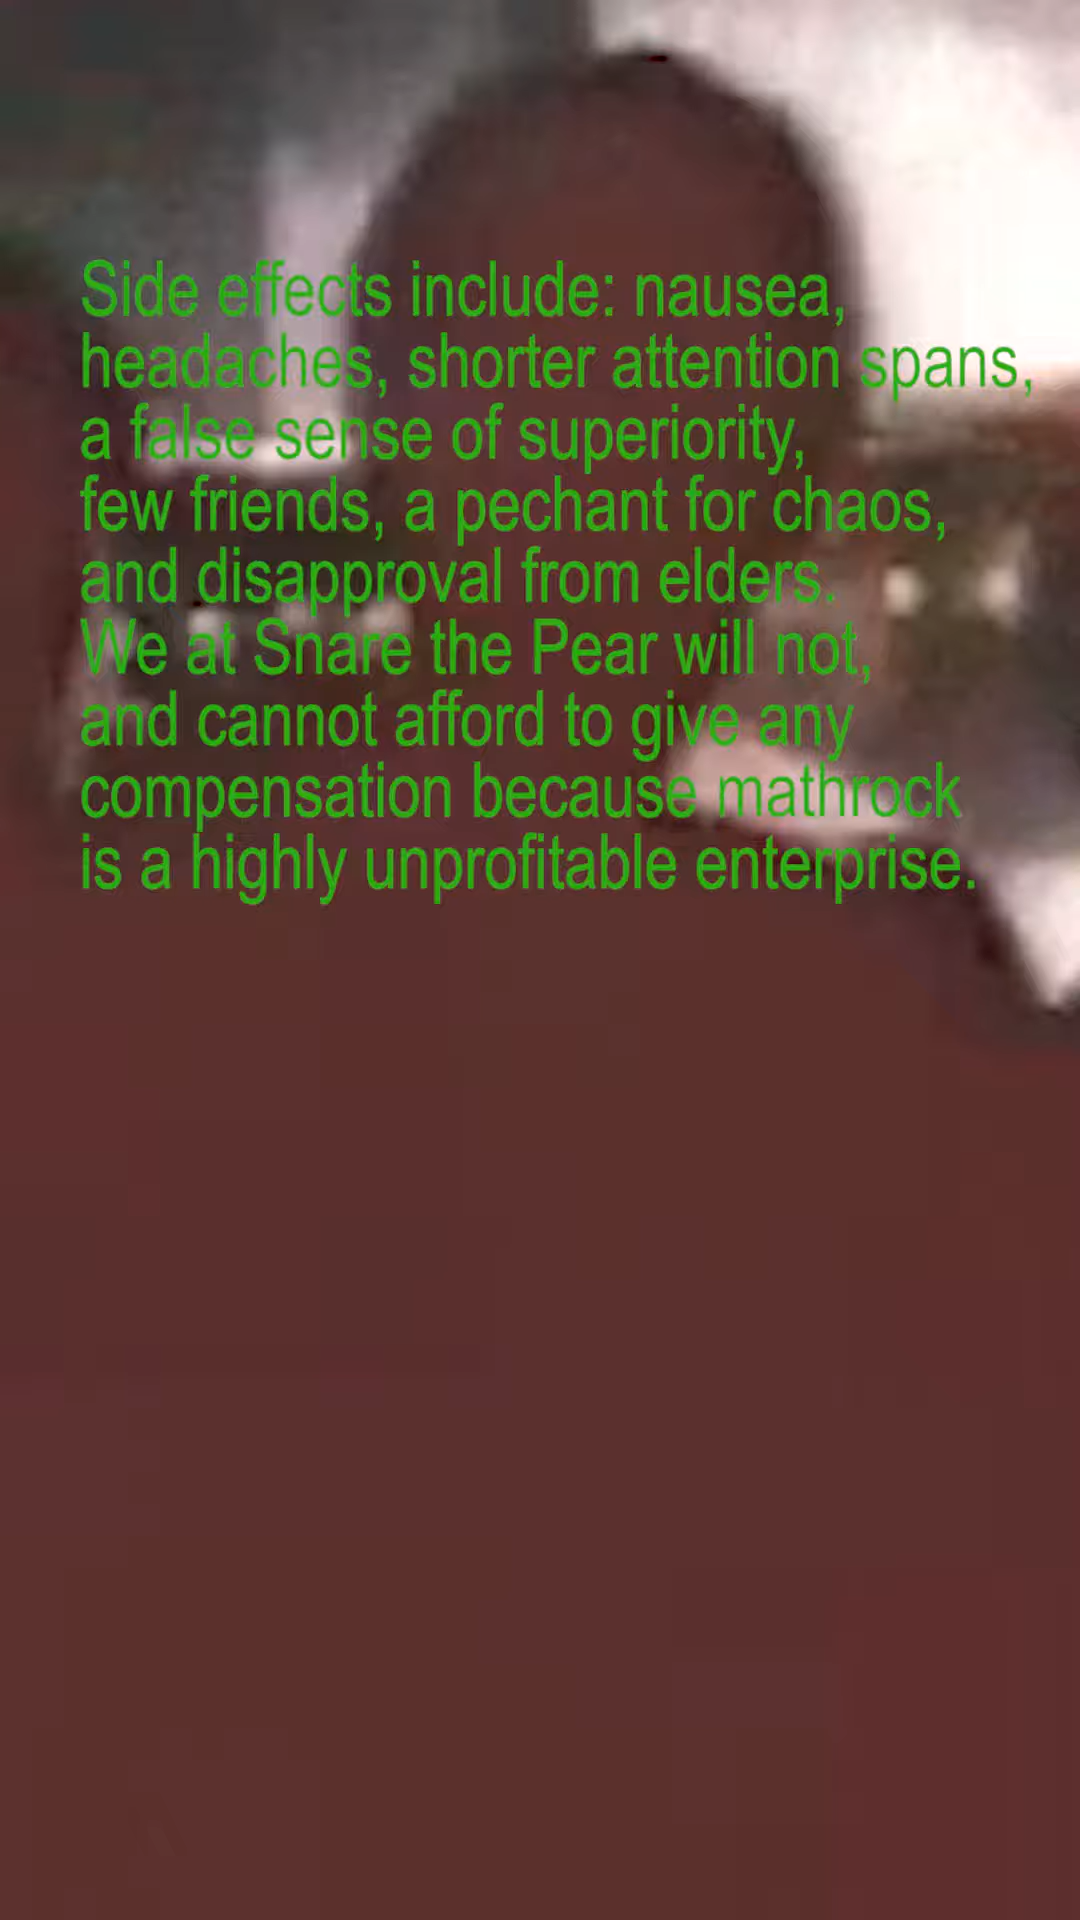 Side effects include: nausea,
headaches, shorter attention spans,
a false sense of superiority,
few friends, a pechant for chaos,
and disapproval from elders.
We at Snare the Pear will not,
and cannot afford to give any
compensation because mathrock
is a highly unprofitable enterprise.